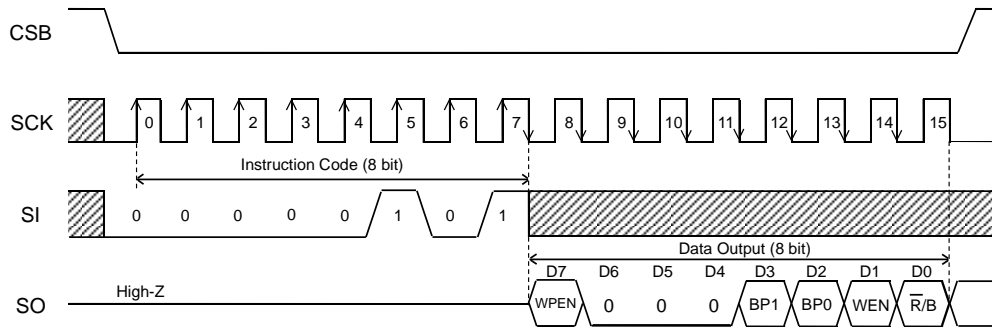 CSB
SCK 0 1 2 3 4 5 6 7 8 9 10 11 12 13 14 15
Instruction Code (8 bit)
SI 0 0 0 0 0 1 0 1
Data Output (8 bit)
D7 D6 D5 D4 D3 D2 D1 D0
High-Z
SO WPEN 0 0 0 BP1 BP0 WEN R̅/B